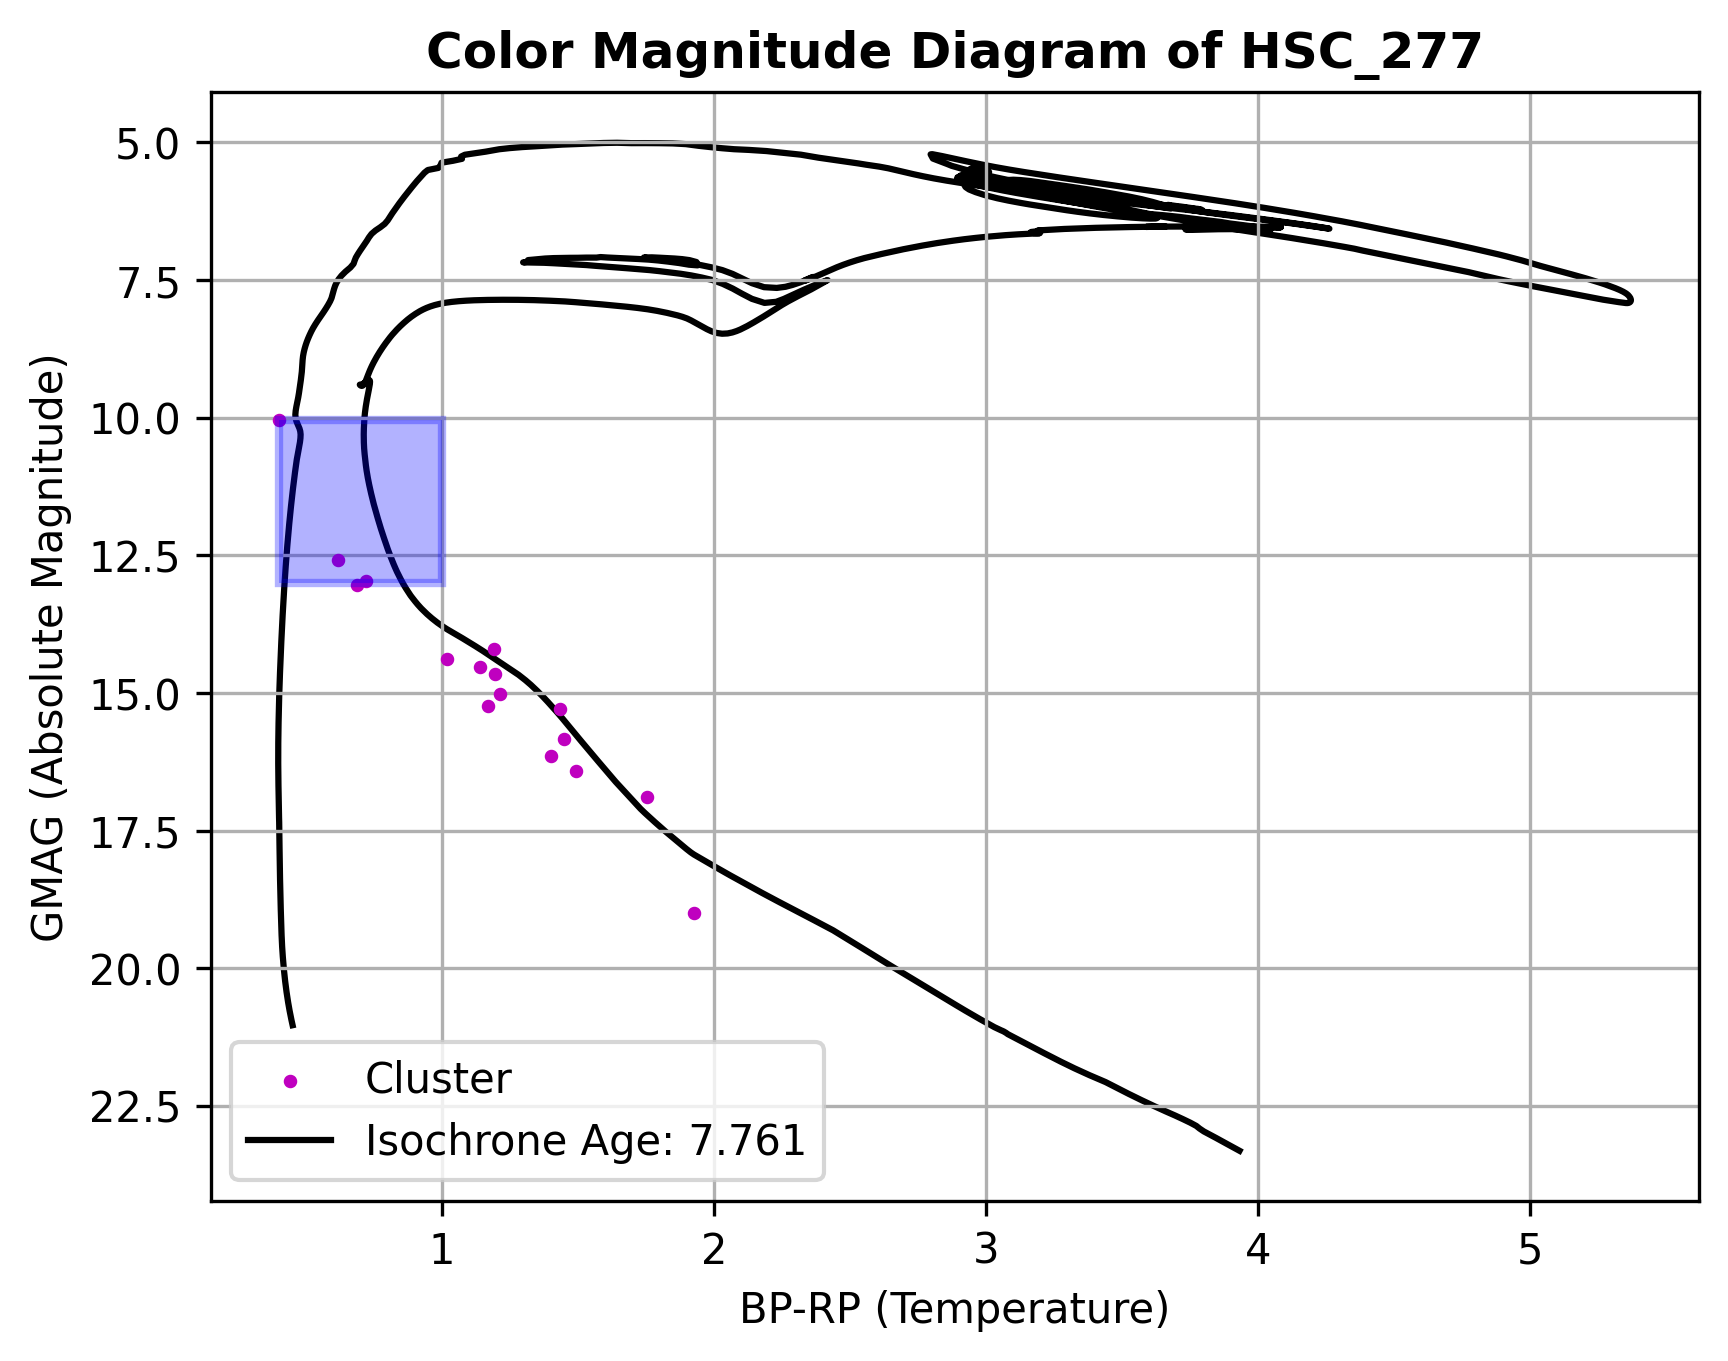 Color Magnitude Diagram of HSC_277
GMAG (Absolute Magnitude)
5.0
7.5
10.0
12.5
15.0
17.5
20.0
22.5
Cluster
Isochrone Age: 7.761
1 2 3 4 5
BP-RP (Temperature)